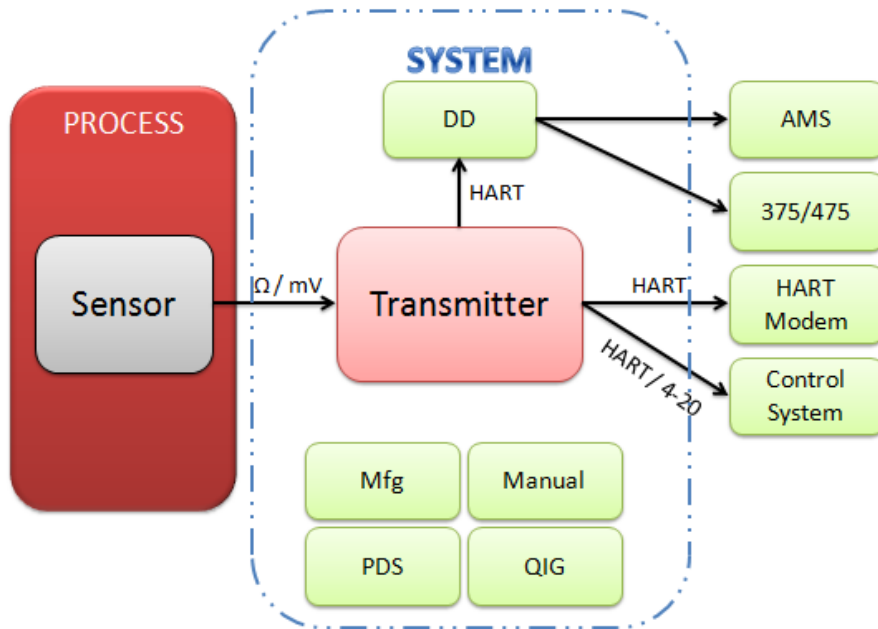 SYSTEM
PROCESS
DD
AMS
HART
375/475
Sensor
Ω / mV
Transmitter
HART
HART
Modem
HART / 4-20
Control
System
Mfg
Manual
PDS
QIG